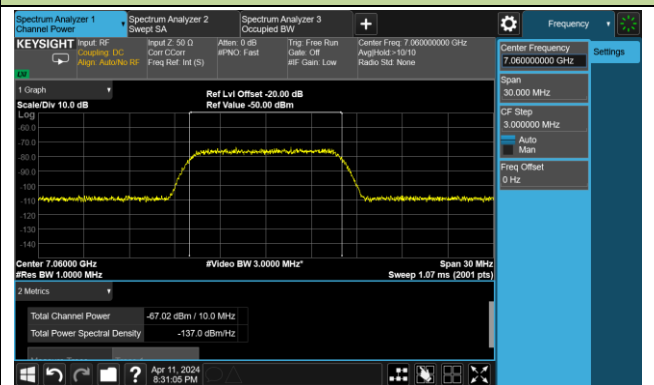 Spectrum Analyzer 1
Channel Power
Spectrum Analyzer 2
Swept SA
Spectrum Analyzer 3
Occupied BW
+
Frequency
KEYSIGHT
Input: RF
Coupling: DC
Align: Auto/No RF
Input Z: 50 Ω
Corr CCorr
Freq Ref: Int (S)
Atten: 0 dB
#PNO: Fast
Trig: Free Run
Gate: Off
#IF Gain: Low
Center Freq: 7.060000000 GHz
Avg|Hold:>10/10
Radio Std: None
Center Frequency
7.060000000 GHz
Settings
Span
30.000 MHz
CF Step
3.000000 MHz
Auto
Man
Freq Offset
0 Hz
1 Graph
Scale/Div 10.0 dB
Ref Lvl Offset -20.00 dB
Ref Value -50.00 dBm
Log
-60.0
-70.0
-80.0
-90.0
-100
-110
-120
-130
-140
Center 7.06000 GHz
#Res BW 1.0000 MHz
#Video BW 3.0000 MHz*
Span 30 MHz
Sweep 1.07 ms (2001 pts)
2 Metrics
Total Channel Power
-67.02 dBm / 10.0 MHz
Total Power Spectral Density
-137.0 dBm/Hz
?
Apr 11, 2024
8:31:05 PM